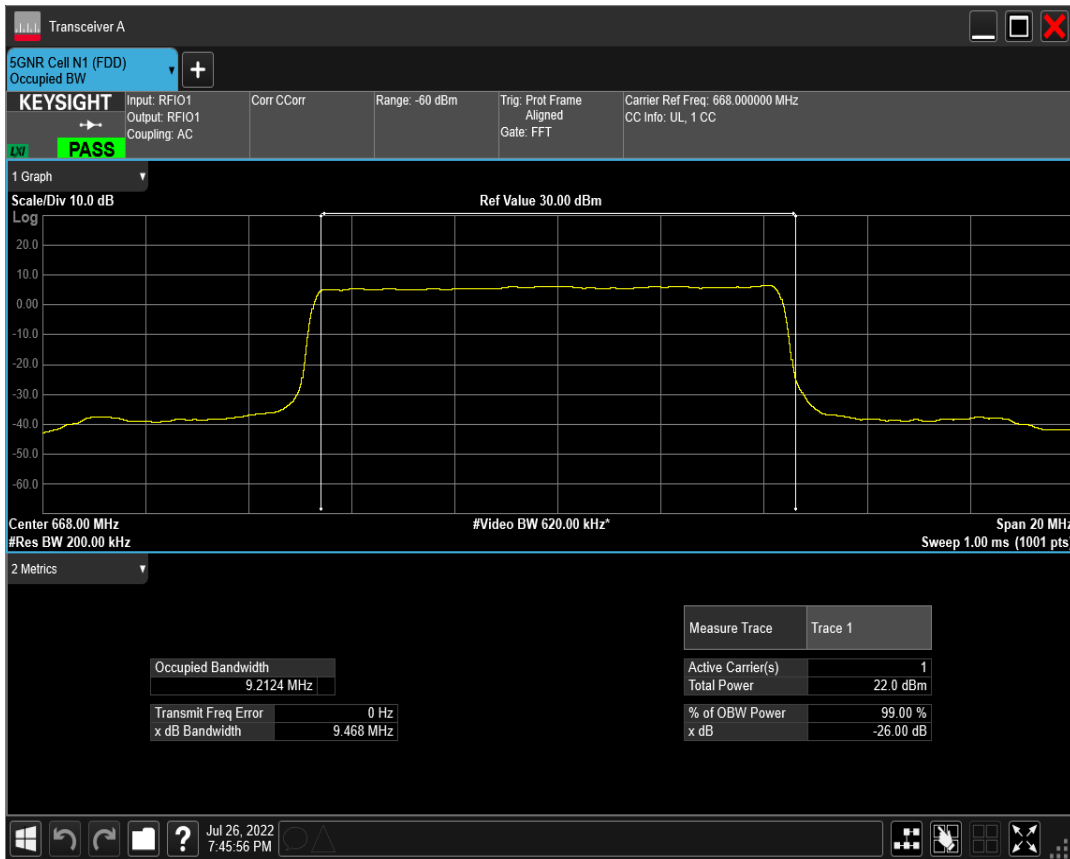 Transceiver A
5GNR Cell N1 (FDD)
Occupied BW
+
KEYSIGHT
LXI
PASS
Input: RFIO1
Output: RFIO1
Coupling: AC
Corr CCorr
Range: -60 dBm
Trig: Prot Frame
Aligned
Gate: FFT
Carrier Ref Freq: 668.000000 MHz
CC Info: UL, 1 CC
1 Graph
Scale/Div 10.0 dB
Ref Value 30.00 dBm
Log
20.0
10.0
0.00
-10.0
-20.0
-30.0
-40.0
-50.0
-60.0
Center 668.00 MHz
#Video BW 620.00 kHz*
Span 20 MHz
#Res BW 200.00 kHz
Sweep 1.00 ms (1001 pts)
2 Metrics
Measure Trace Trace 1
Occupied Bandwidth
9.2124 MHz
Active Carrier(s) 1
Total Power 22.0 dBm
Transmit Freq Error 0 Hz
x dB Bandwidth 9.468 MHz
% of OBW Power 99.00 %
x dB -26.00 dB
?
Jul 26, 2022
7:45:56 PM